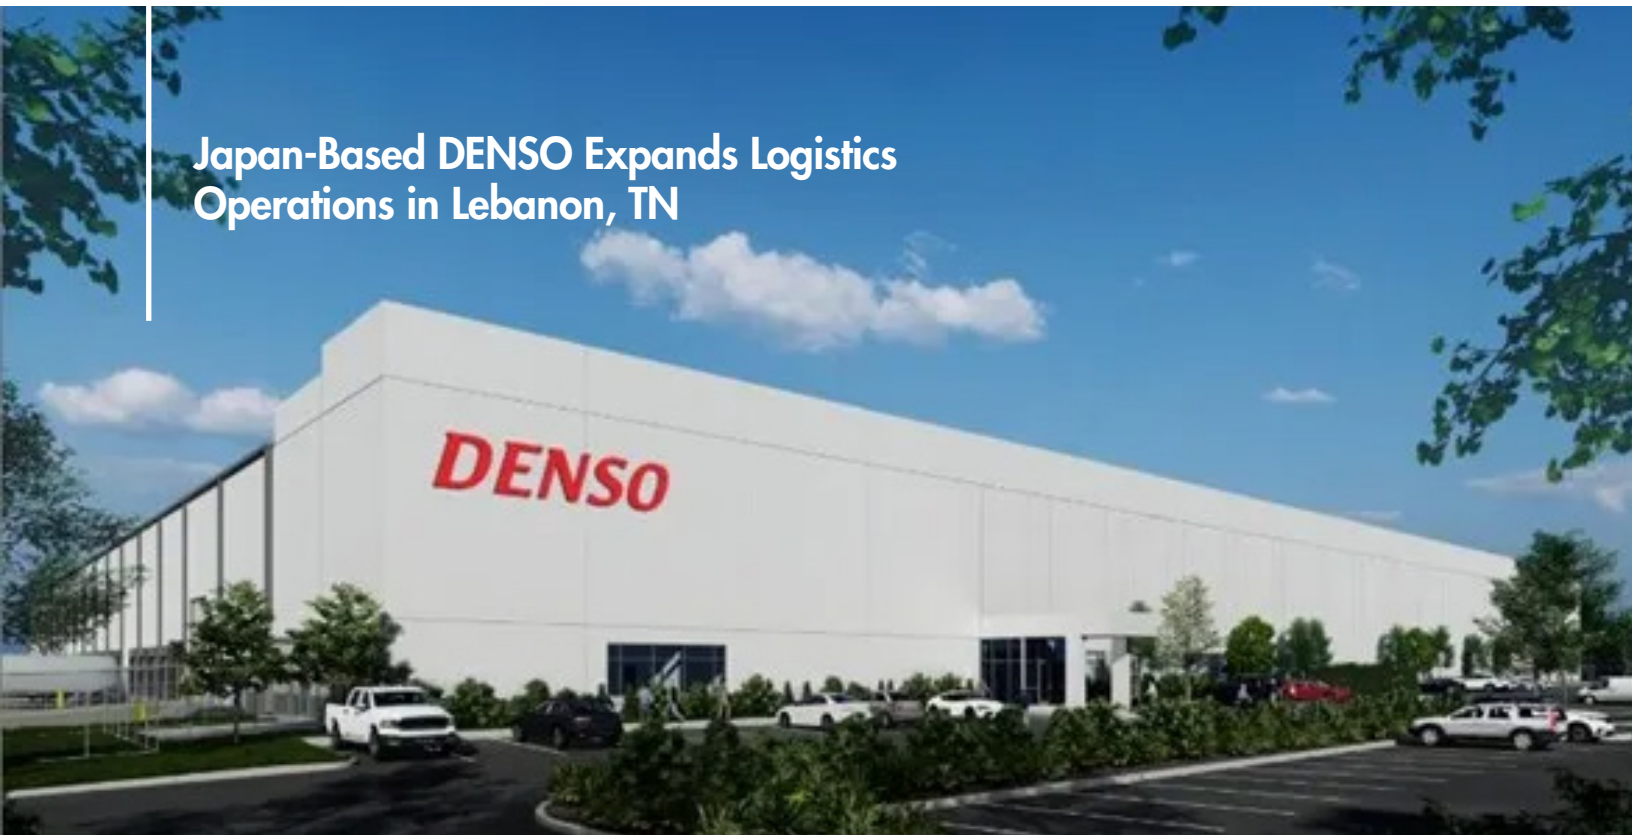 Japan-Based DENSO Expands Logistics
Operations in Lebanon, TN
DENSO